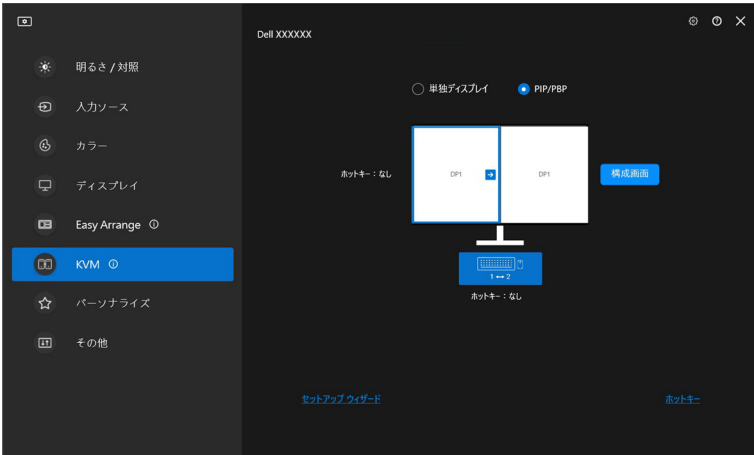 Dell XXXXXX
明るさ / 対照
入力ソース
カラー
ディスプレイ
Easy Arrange
KVM
パーソナライズ
その他
単独ディスプレイ
PIP/PBP
ホットキー：なし
DP1
DP1
構成画面
1 ↔ 2
ホットキー：なし
セットアップ ウィザード
ホットキー